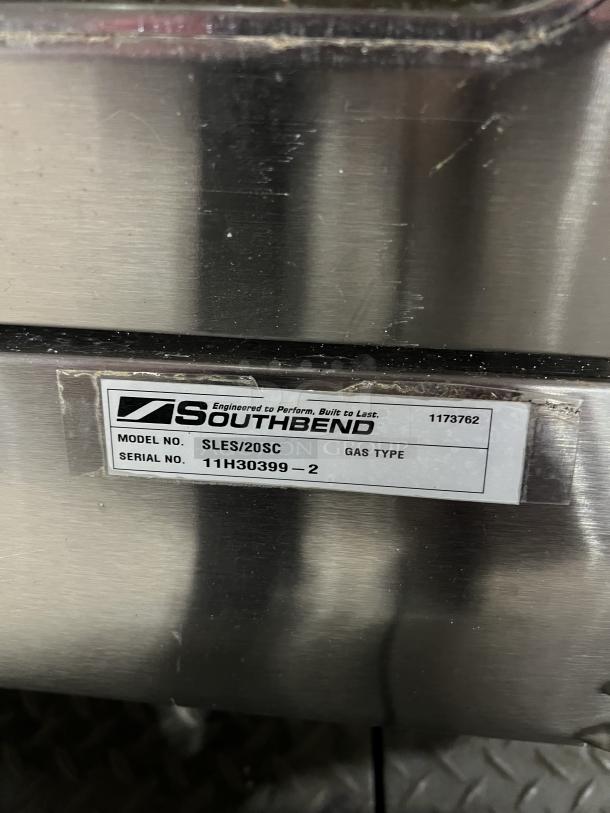 Engineered to Perform. Built to Last.
SOUTHBEND
1173762
MODEL NO. SLES/20SC GAS TYPE
SERIAL NO. 11H30399-2